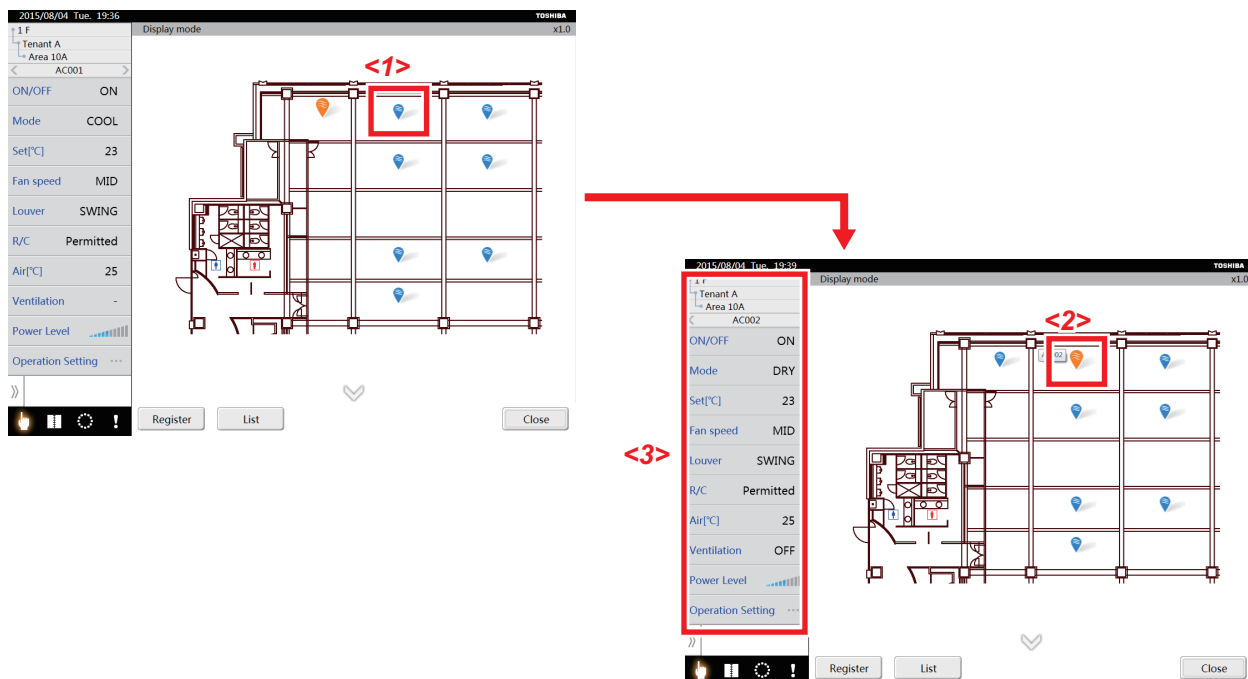 2015/08/04 Tue. 19:36
TOSHIBA
1 F
Display mode
x1.0
Tenant A
Area 10A
AC001
<1>
ON/OFF ON
Mode COOL
Set[℃] 23
Fan speed MID
Louver SWING
R/C Permitted
Air[℃] 25
Ventilation -
Power Level
Operation Setting ...
Register
List
Close
2015/08/04 Tue. 19:39
TOSHIBA
1 F
Display mode
x1.0
Tenant A
Area 10A
AC002
<2>
ON/OFF ON
Mode DRY
Set[℃] 23
Fan speed MID
<3>
Louver SWING
R/C Permitted
Air[℃] 25
Ventilation OFF
Power Level
Operation Setting ...
Register
List
Close